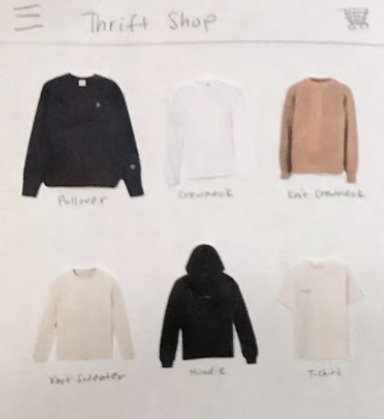 Thrift Shop
Pullover
Crewneck
Knit Crewneck
Knit Sweater
Hoodie
T-shirt